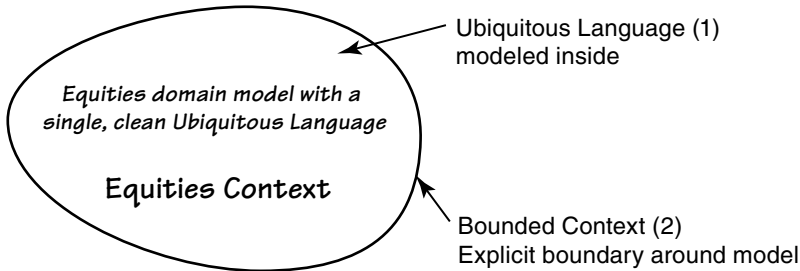 Ubiquitous Language (1)
modeled inside
Equities domain model with a
single, clean Ubiquitous Language
Equities Context
Bounded Context (2)
Explicit boundary around model